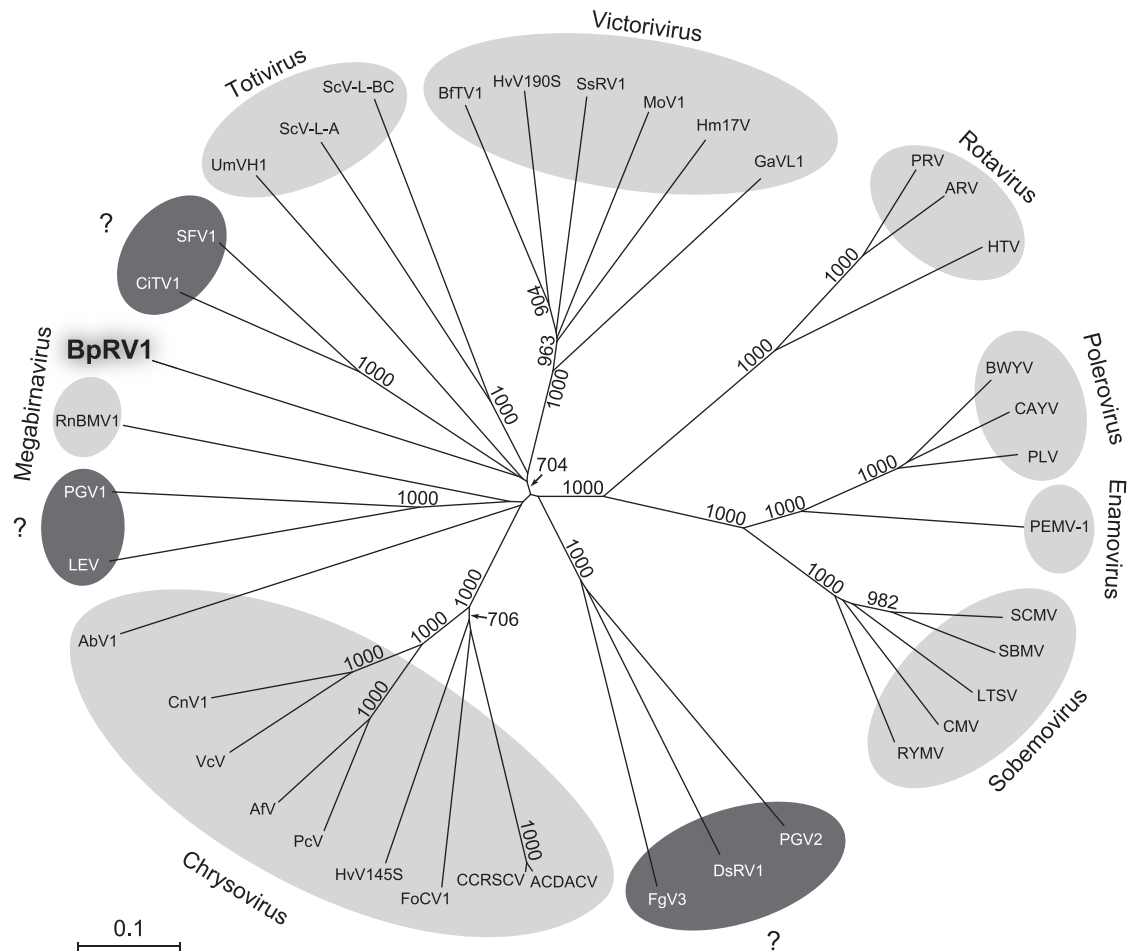 Victorivirus
Totivirus
ScV-L-BC
ScV-L-A
UmVH1
BfTV1
HvV190S
SsRV1
MoV1
Hm17V
GaVL1
Rotavirus
PRV
ARV
HTV
?
SFV1
CiTV1
BpRV1
Megabirnavirus
RnBMV1
?
PGV1
LEV
AbV1
904
963
1000
1000
1000
1000
1000
704
1000
1000
Polerovirus
BWYV
CAYV
PLV
1000
1000
1000
Enamovirus
PEMV-1
1000
982
SCMV
SBMV
LTSV
CMV
RYMV
Sobemovirus
1000
1000
706
1000
1000
1000
CnV1
VcV
AfV
PcV
HvV145S
FoCV1
CCRSCV
1000
ACDACV
Chrysovirus
PGV2
DsRV1
FgV3
?
0.1